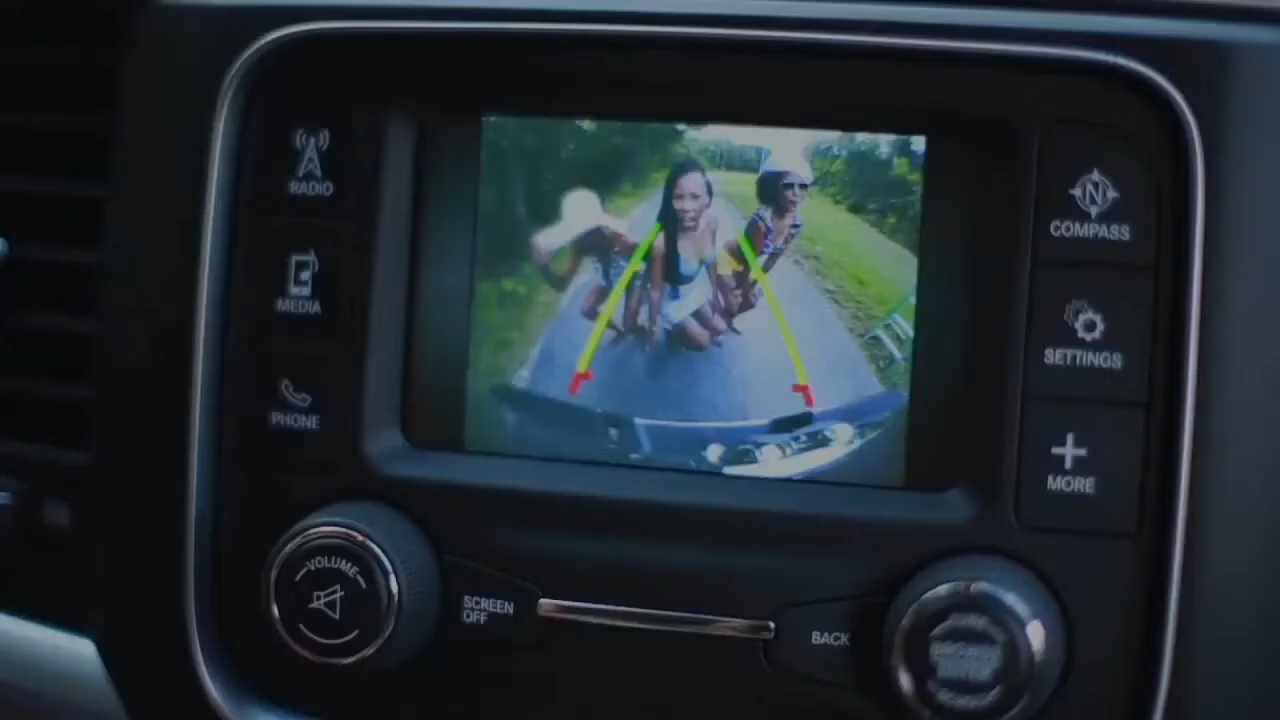 RADIO
MEDIA
PHONE
N
COMPASS
SETTINGS
MORE
VOLUME
SCREEN
OFF
BACK